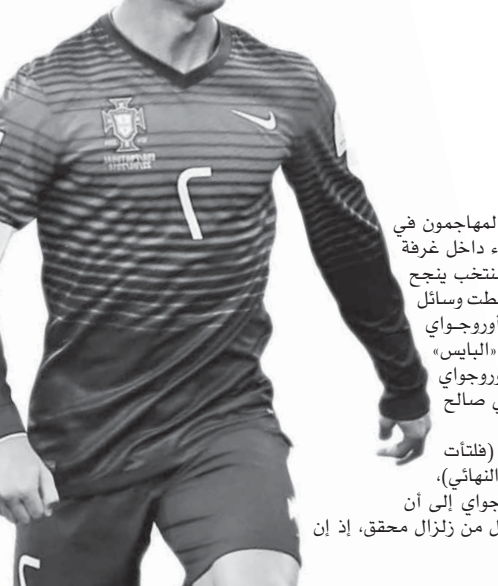 لمهاجمون في
ء داخل غرفة
نتخب ينجح
طت وسائل
أوروجـواي
«البايس»
وروجواي
ي صالح
(فلتأت
النهائي)،
جواي إلى أن
ل من زلزال محقق، إذ إن